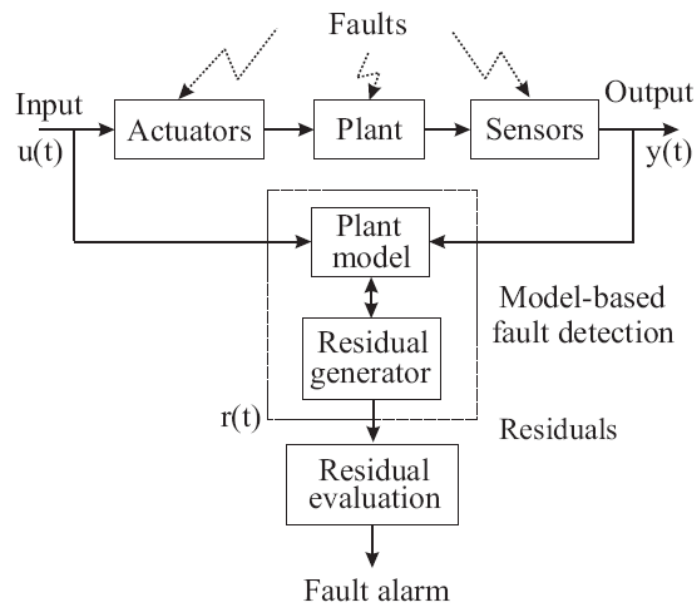 Faults
Input
Output
Actuators
Plant
Sensors
u(t)
y(t)
Plant
model
Model-based
fault detection
Residual
generator
r(t)
Residuals
Residual
evaluation
Fault alarm